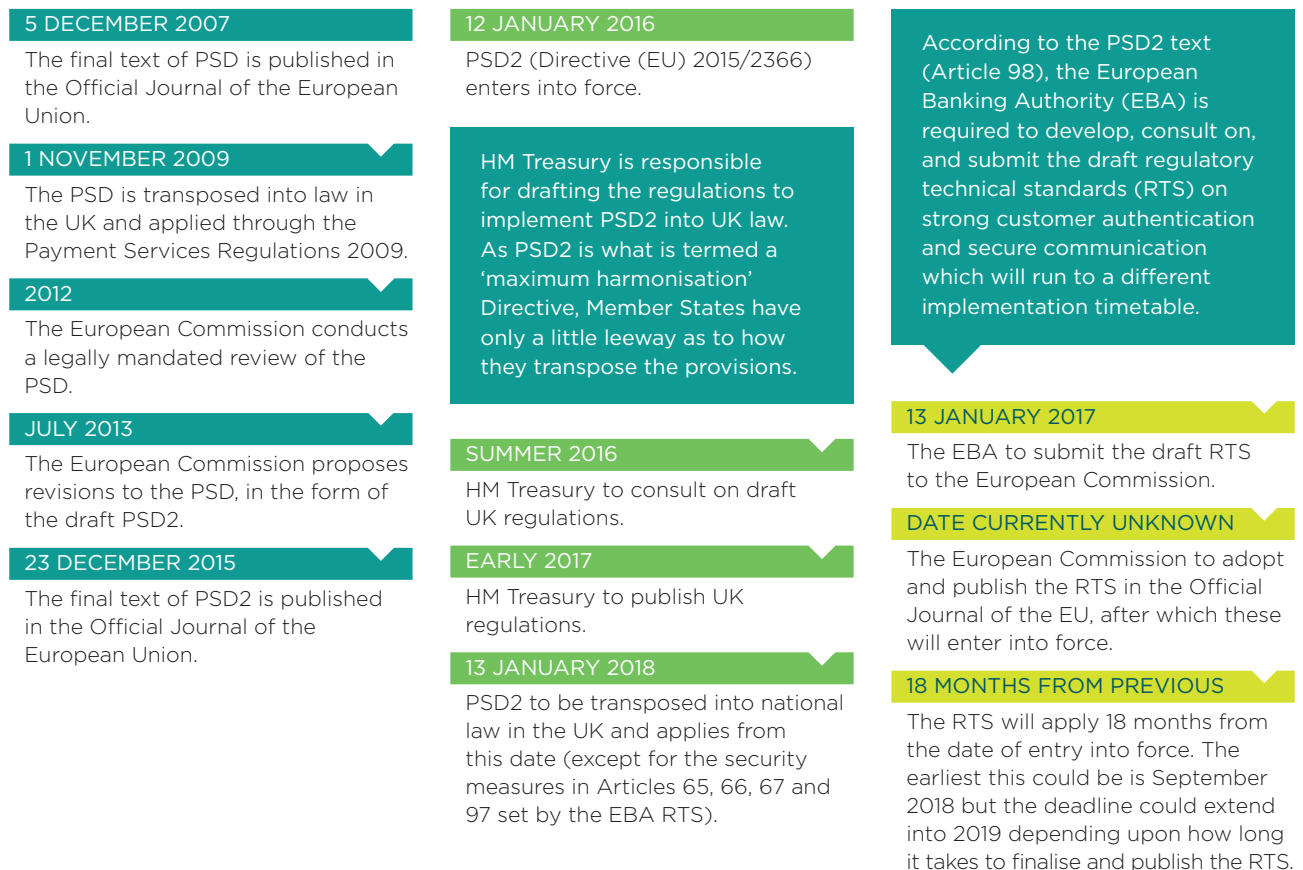 5 DECEMBER 2007
The final text of PSD is published in
the Official Journal of the European
Union.
1 NOVEMBER 2009
The PSD is transposed into law in
the UK and applied through the
Payment Services Regulations 2009.
2012
The European Commission conducts
a legally mandated review of the
PSD.
JULY 2013
The European Commission proposes
revisions to the PSD, in the form of
the draft PSD2.
23 DECEMBER 2015
The final text of PSD2 is published
in the Official Journal of the
European Union.
12 JANUARY 2016
PSD2 (Directive (EU) 2015/2366)
enters into force.
HM Treasury is responsible
for drafting the regulations to
implement PSD2 into UK law.
As PSD2 is what is termed a
‘maximum harmonisation’
Directive, Member States have
only a little leeway as to how
they transpose the provisions.
SUMMER 2016
HM Treasury to consult on draft
UK regulations.
EARLY 2017
HM Treasury to publish UK
regulations.
13 JANUARY 2018
PSD2 to be transposed into national
law in the UK and applies from
this date (except for the security
measures in Articles 65, 66, 67 and
97 set by the EBA RTS).
According to the PSD2 text
(Article 98), the European
Banking Authority (EBA) is
required to develop, consult on,
and submit the draft regulatory
technical standards (RTS) on
strong customer authentication
and secure communication
which will run to a different
implementation timetable.
13 JANUARY 2017
The EBA to submit the draft RTS
to the European Commission.
DATE CURRENTLY UNKNOWN
The European Commission to adopt
and publish the RTS in the Official
Journal of the EU, after which these
will enter into force.
18 MONTHS FROM PREVIOUS
The RTS will apply 18 months from
the date of entry into force. The
earliest this could be is September
2018 but the deadline could extend
into 2019 depending upon how long
it takes to finalise and publish the RTS.